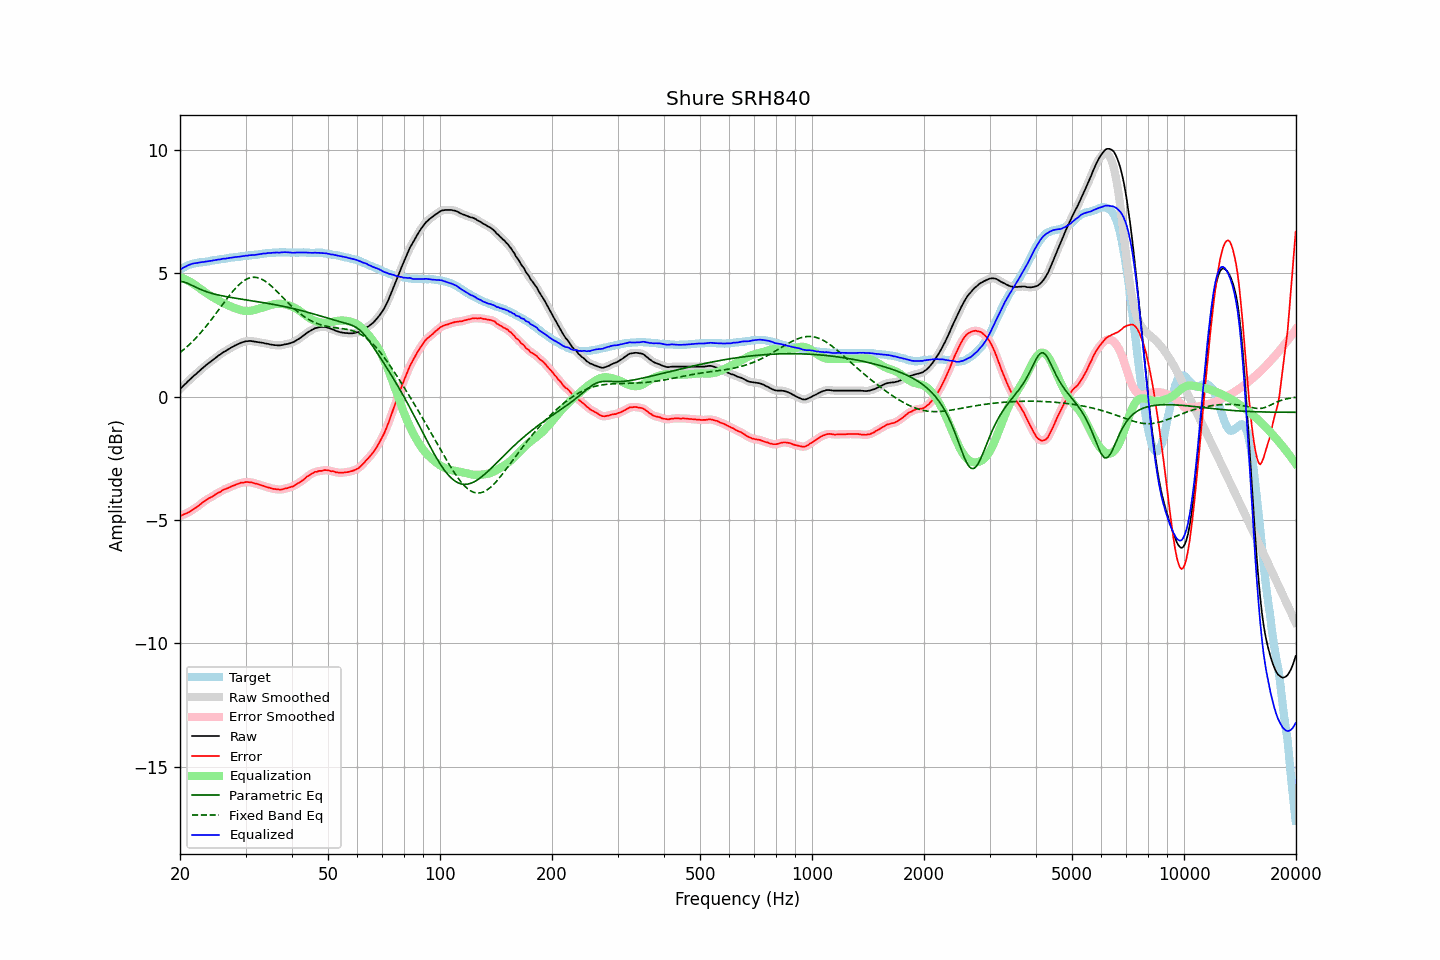 Shure SRH840
Amplitude (dBr)
10
5
0
−5
−10
−15
Target
Raw Smoothed
Error Smoothed
Raw
Error
Equalization
Parametric Eq
Fixed Band Eq
Equalized
20 50 100 200 500 1000 2000 5000 10000 20000
Frequency (Hz)